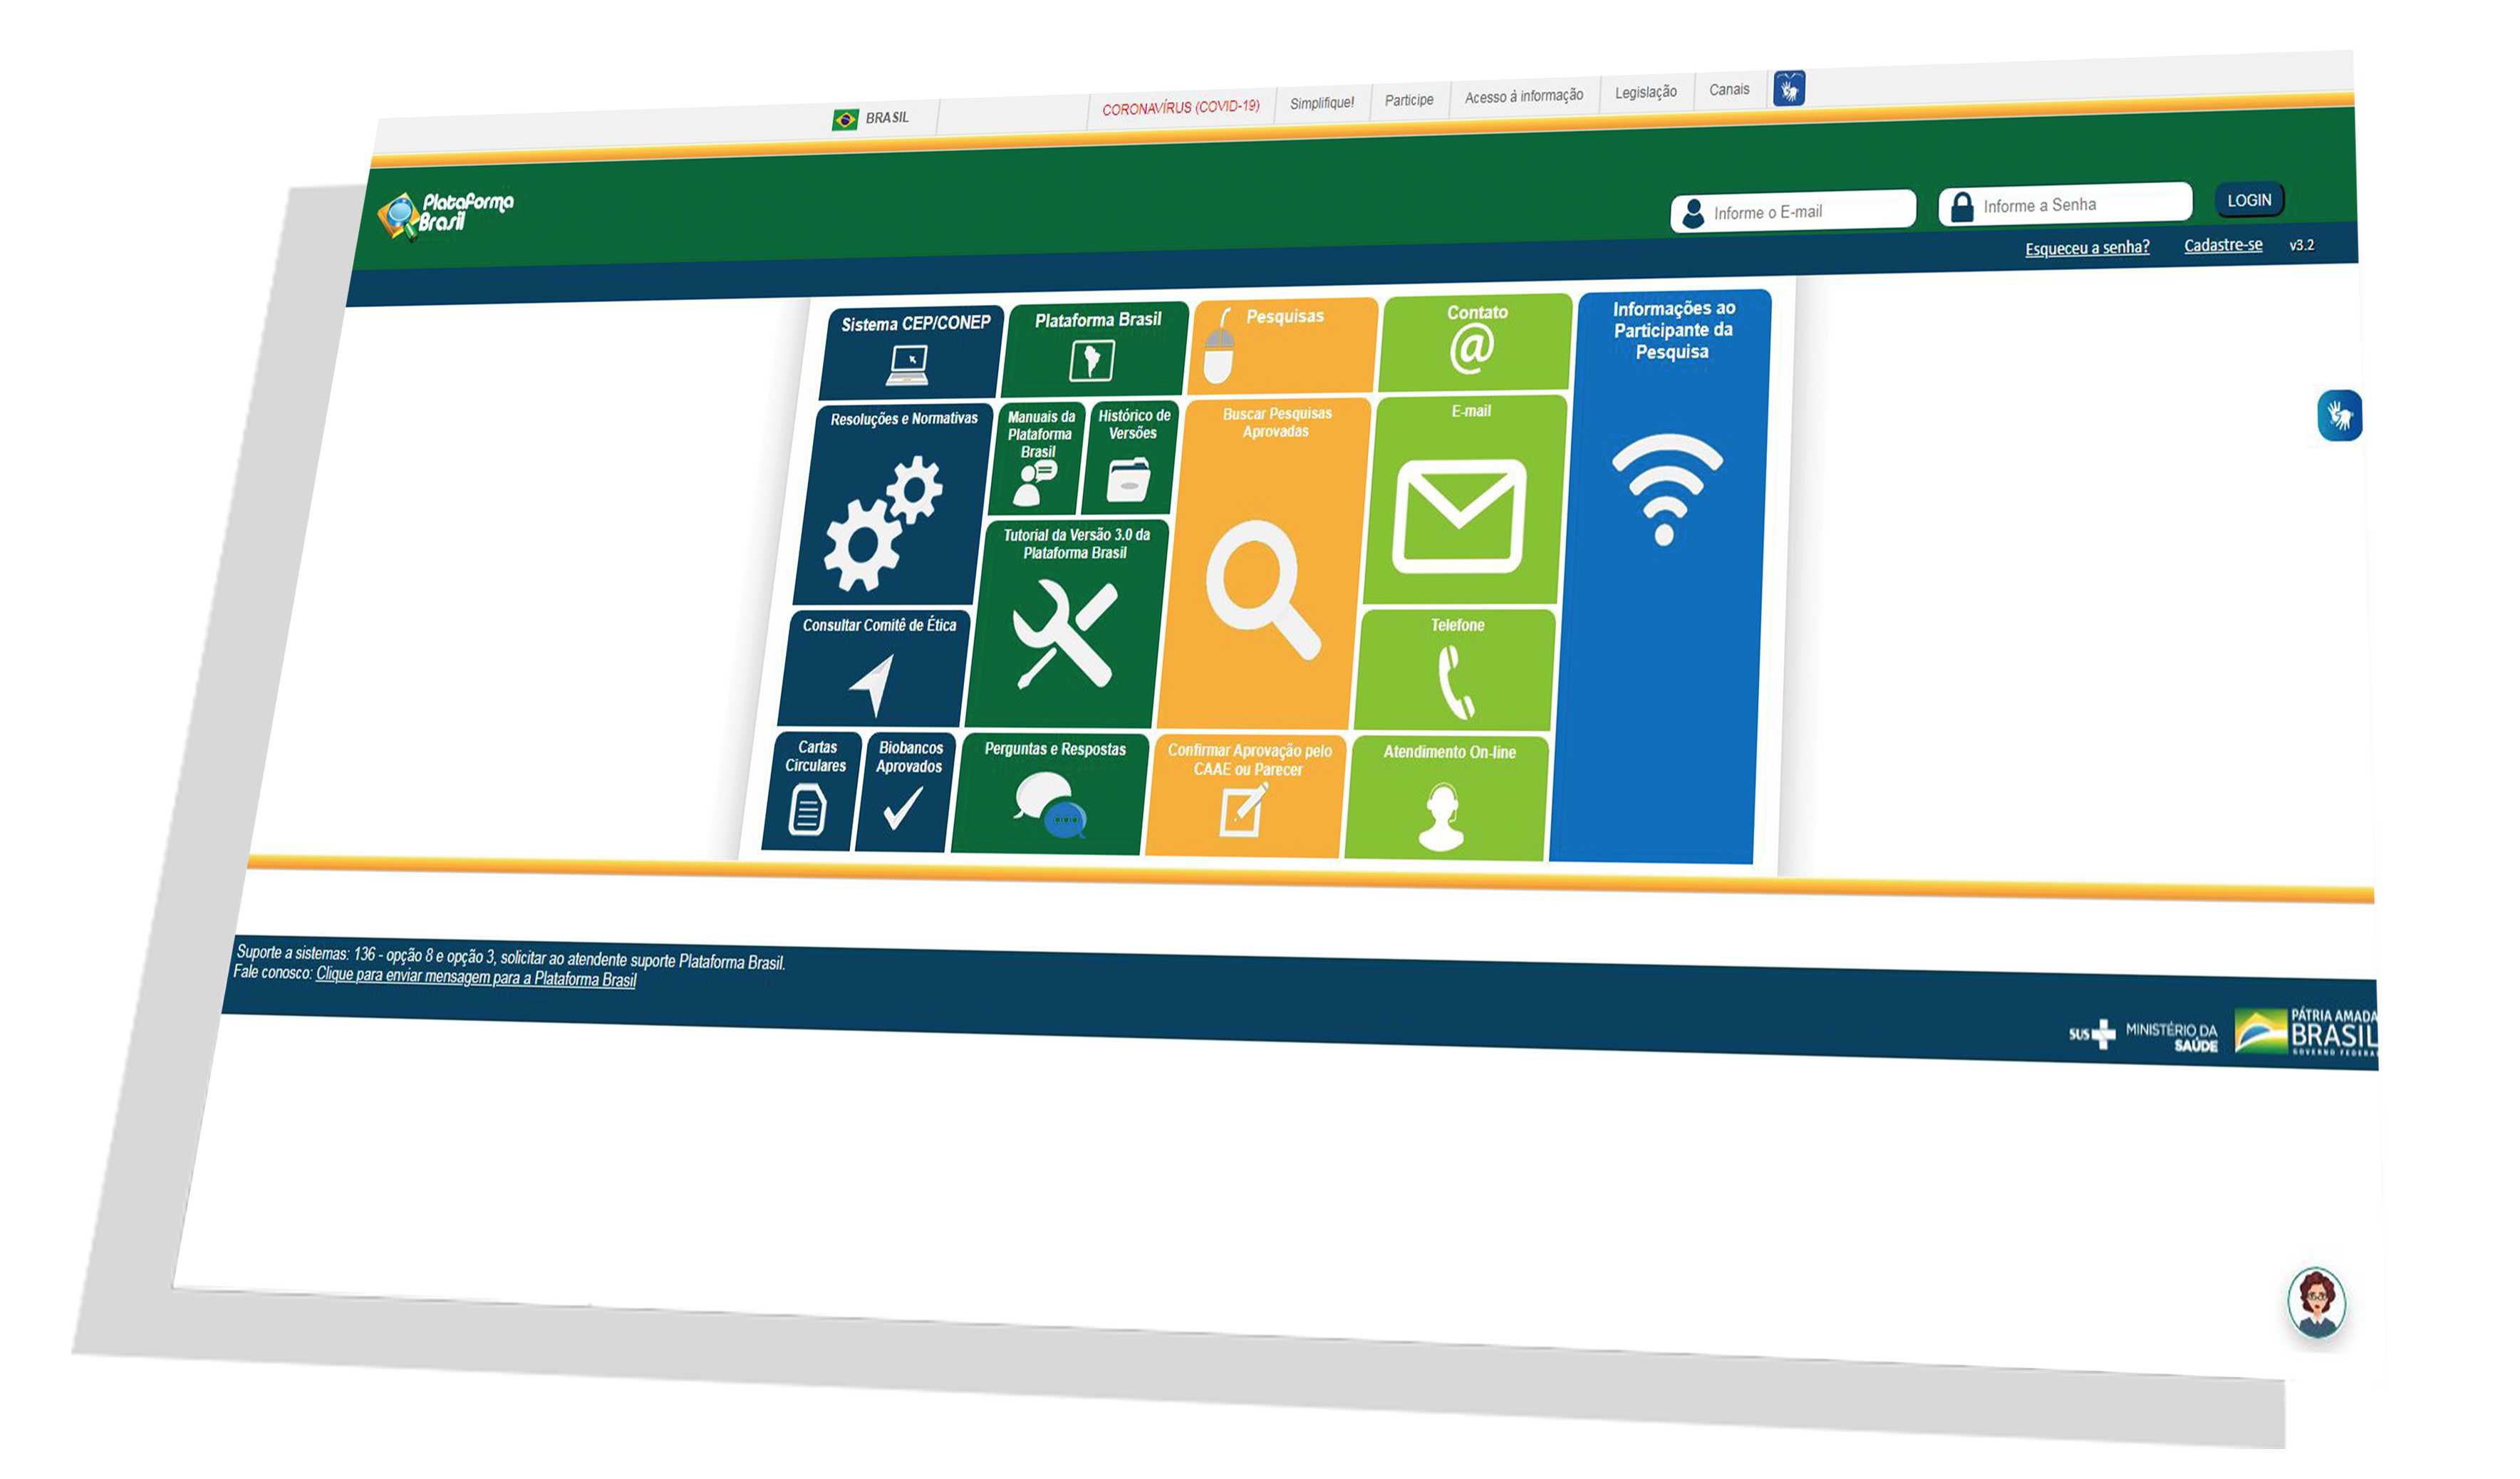 BRASIL
CORONAVÍRUS (COVID-19)
Simplifique!
Participe
Acesso à informação
Legislação
Canais
Plataforma
Brasil
Informe o E-mail
Informe a Senha
LOGIN
Esqueceu a senha?
Cadastre-se
v3.2
Sistema CEP/CONEP
Plataforma Brasil
Pesquisas
Contato
@
Informações ao
Participante da
Pesquisa
Resoluções e Normativas
Manuais da
Plataforma
Brasil
Histórico de
Versões
Buscar Pesquisas
Aprovadas
E-mail
Tutorial da Versão 3.0 da
Plataforma Brasil
Consultar Comitê de Ética
Telefone
Cartas
Circulares
Biobancos
Aprovados
Perguntas e Respostas
Confirmar Aprovação pelo
CAAE ou Parecer
Atendimento On-line
Suporte a sistemas: 136 - opção 8 e opção 3, solicitar ao atendente suporte Plataforma Brasil.
Fale conosco: Clique para enviar mensagem para a Plataforma Brasil
SUS
MINISTÉRIO DA
SAÚDE
PÁTRIA AMADA
BRASIL
GOVERNO FEDERAL